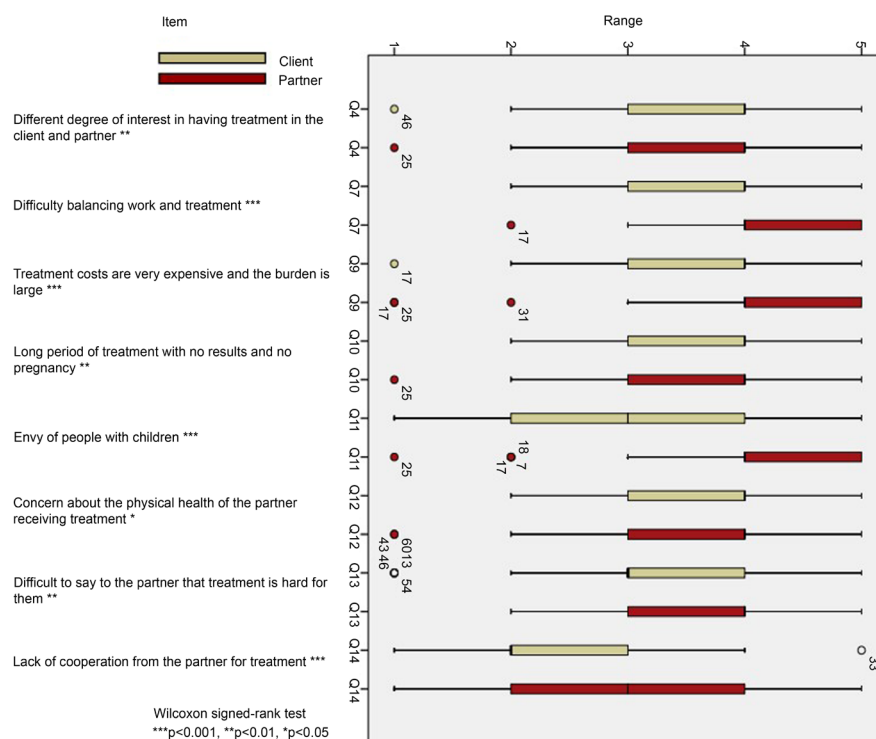 Item
Range
Client
Partner
1
2
3
4
5
Different degree of interest in having treatment in the
client and partner **
Difficulty balancing work and treatment ***
Treatment costs are very expensive and the burden is
large ***
Long period of treatment with no results and no
pregnancy **
Envy of people with children ***
Concern about the physical health of the partner
receiving treatment *
Difficult to say to the partner that treatment is hard for
them **
Lack of cooperation from the partner for treatment ***
Q4
46
Q4
25
Q7
Q7
17
Q9
17
Q9
25
17
31
Q10
Q10
25
Q11
Q11
25
18
7
17
Q12
Q12
6013
4346
Q13
54
Q13
Q14
33
Q14
Wilcoxon signed-rank test
***p<0.001, **p<0.01, *p<0.05